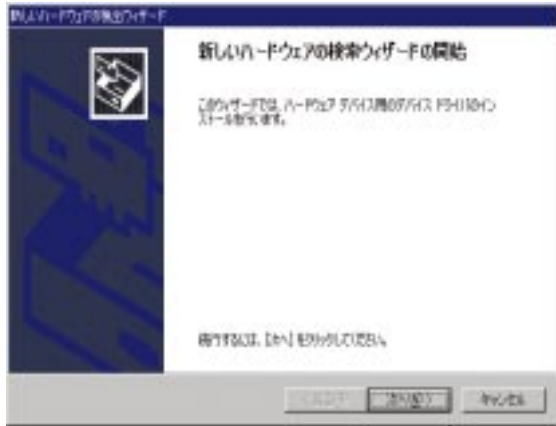 新しいハードウェアの検出ウィザード
新しいハードウェアの検索ウィザードの開始
このウィザードでは、ハードウェア デバイス用のデバイス ドライバのイン
ストールを行います。
続行するには、[次へ] をクリックしてください。
次へ(N) >
キャンセル